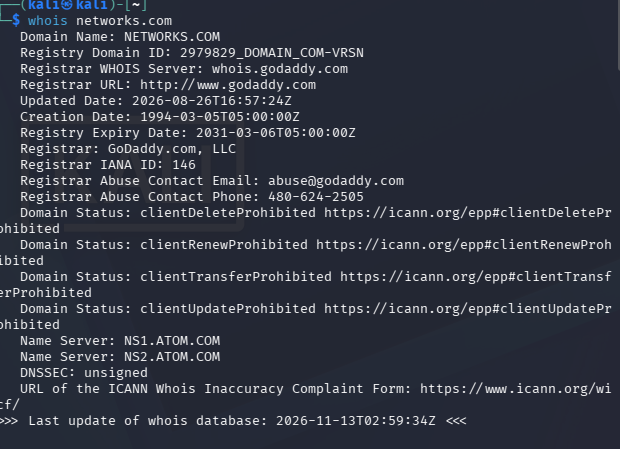 ┌──(kali㉿kali)-[~]
└─$ whois networks.com
Domain Name: NETWORKS.COM
Registry Domain ID: 2979829_DOMAIN_COM-VRSN
Registrar WHOIS Server: whois.godaddy.com
Registrar URL: http://www.godaddy.com
Updated Date: 2026-08-26T16:57:24Z
Creation Date: 1994-03-05T05:00:00Z
Registry Expiry Date: 2031-03-06T05:00:00Z
Registrar: GoDaddy.com, LLC
Registrar IANA ID: 146
Registrar Abuse Contact Email: abuse@godaddy.com
Registrar Abuse Contact Phone: 480-624-2505
Domain Status: clientDeleteProhibited https://icann.org/epp#clientDeletePr
ohibited
Domain Status: clientRenewProhibited https://icann.org/epp#clientRenewProh
ibited
Domain Status: clientTransferProhibited https://icann.org/epp#clientTransf
erProhibited
Domain Status: clientUpdateProhibited https://icann.org/epp#clientUpdatePr
ohibited
Name Server: NS1.ATOM.COM
Name Server: NS2.ATOM.COM
DNSSEC: unsigned
URL of the ICANN Whois Inaccuracy Complaint Form: https://www.icann.org/wi
cf/
>>> Last update of whois database: 2026-11-13T02:59:34Z <<<